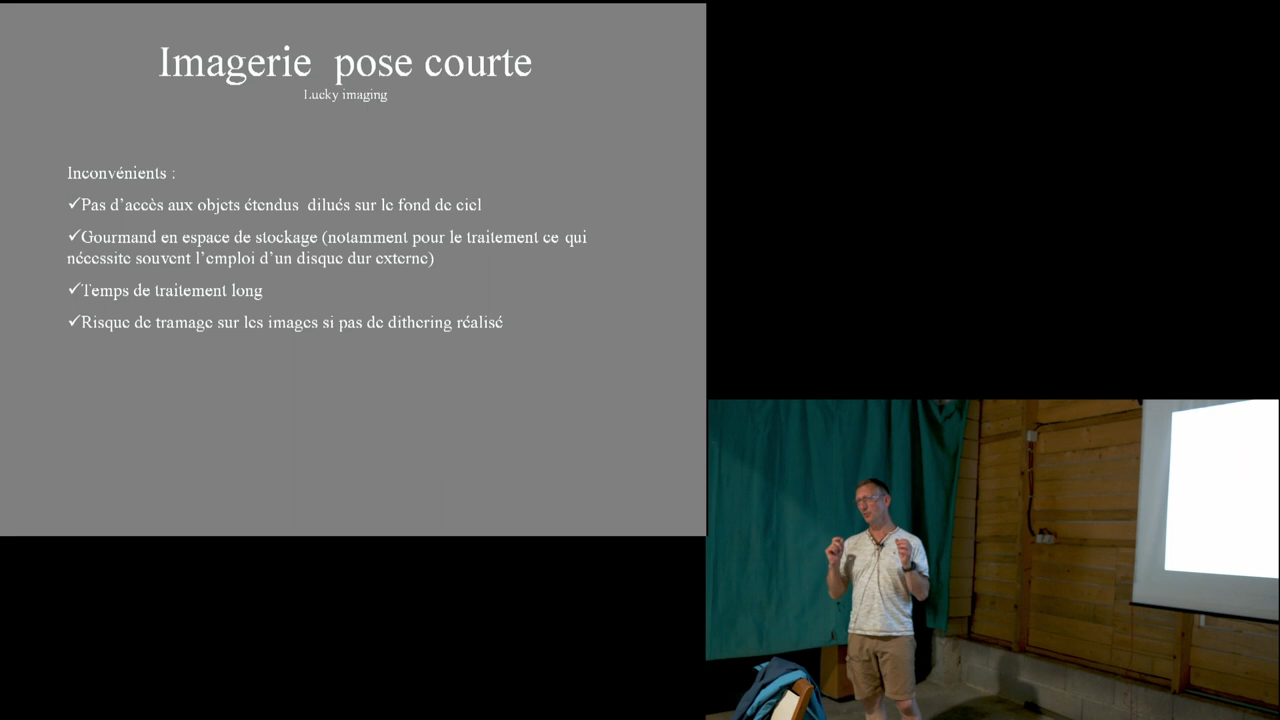 Imagerie pose courte
Lucky imaging
Inconvénients :
✓Pas d'accès aux objets étendus dilués sur le fond de ciel
✓Gourmand en espace de stockage (notamment pour le traitement ce qui
nécessite souvent l'emploi d'un disque dur externe)
✓Temps de traitement long
✓Risque de tramage sur les images si pas de dithering réalisé